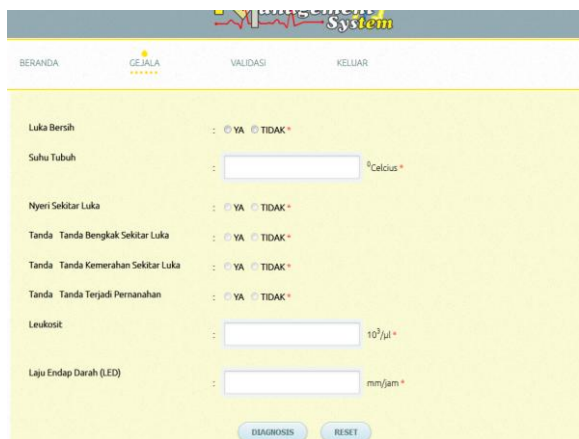 Management
System
BERANDA GEJALA VALIDASI KELUAR
Luka Bersih : YA TIDAK *
Suhu Tubuh : 0Celcius *
Nyeri Sekitar Luka : YA TIDAK *
Tanda Tanda Bengkak Sekitar Luka : YA TIDAK *
Tanda Tanda Kemerahan Sekitar Luka : YA TIDAK *
Tanda Tanda Terjadi Pernanahan : YA TIDAK *
Leukosit : 10³/µl *
Laju Endap Darah (LED) : mm/jam *
DIAGNOSIS RESET